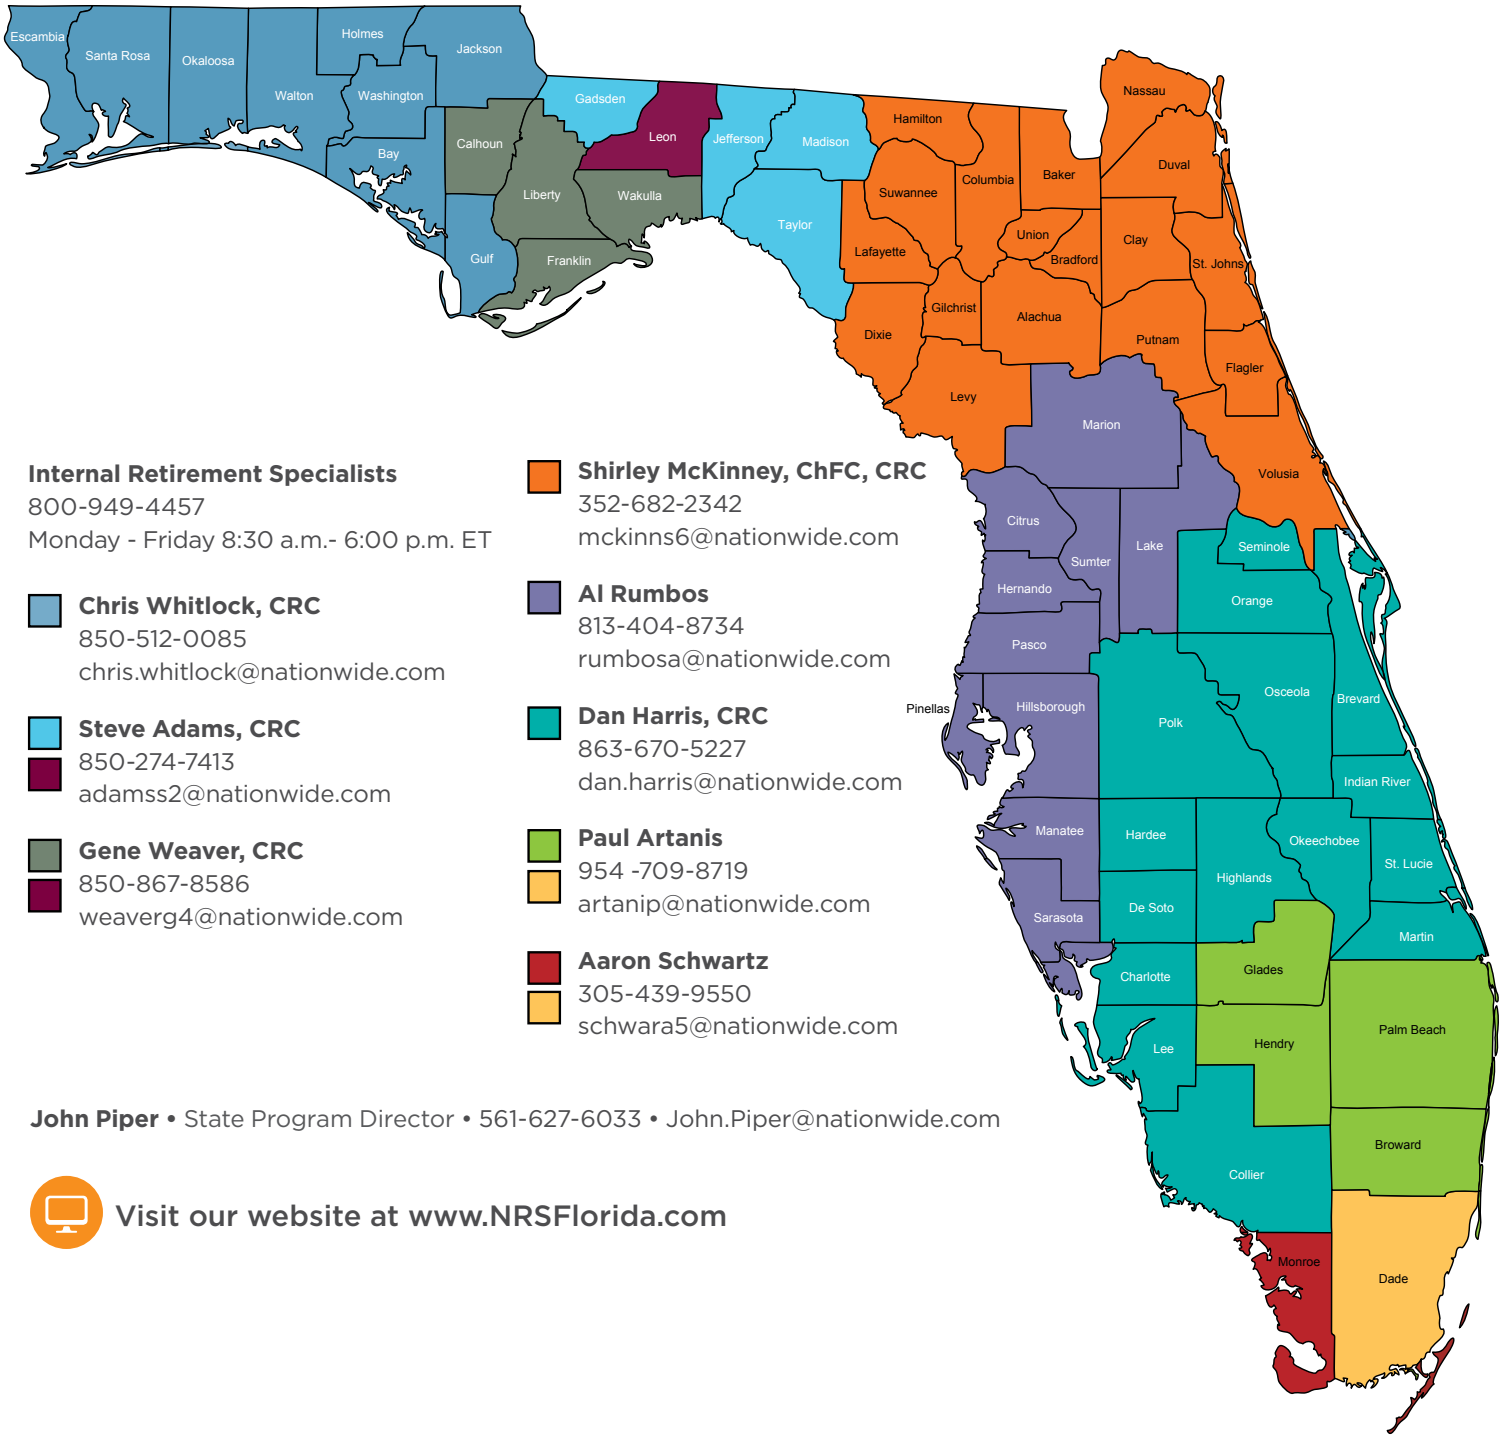 Escambia
Santa Rosa
Okaloosa
Walton
Holmes
Washington
Jackson
Bay
Calhoun
Gulf
Liberty
Franklin
Gadsden
Leon
Wakulla
Jefferson
Madison
Taylor
Hamilton
Suwannee
Lafayette
Columbia
Baker
Union
Bradford
Nassau
Duval
Clay
St. Johns
Dixie
Gilchrist
Alachua
Putnam
Flagler
Levy
Marion
Volusia
Citrus
Sumter
Lake
Hernando
Pasco
Pinellas
Hillsborough
Seminole
Orange
Osceola
Brevard
Polk
Indian River
Manatee
Hardee
Highlands
Okeechobee
St. Lucie
Sarasota
De Soto
Martin
Charlotte
Glades
Lee
Hendry
Palm Beach
Collier
Broward
Monroe
Dade
Internal Retirement Specialists
800-949-4457
Monday - Friday 8:30 a.m.- 6:00 p.m. ET
Chris Whitlock, CRC
850-512-0085
chris.whitlock@nationwide.com
Steve Adams, CRC
850-274-7413
adamss2@nationwide.com
Gene Weaver, CRC
850-867-8586
weaverg4@nationwide.com
Shirley McKinney, ChFC, CRC
352-682-2342
mckinns6@nationwide.com
Al Rumbos
813-404-8734
rumbosa@nationwide.com
Dan Harris, CRC
863-670-5227
dan.harris@nationwide.com
Paul Artanis
954 -709-8719
artanip@nationwide.com
Aaron Schwartz
305-439-9550
schwara5@nationwide.com
John Piper • State Program Director • 561-627-6033 • John.Piper@nationwide.com
Visit our website at www.NRSFlorida.com